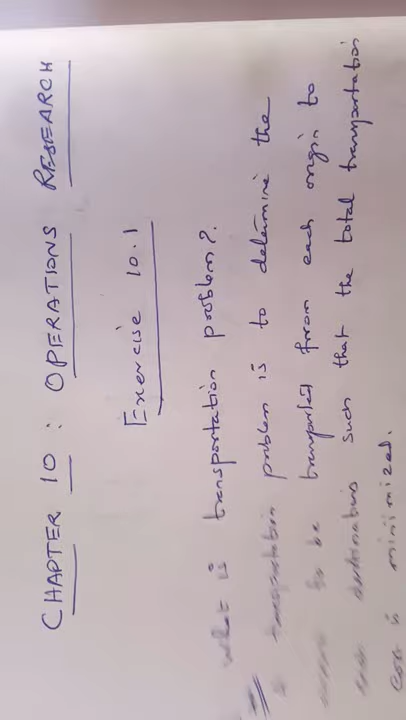 CHAPTER 10 : OPERATIONS RESEARCH
Exercise 10.1
What is transportation problem?
transportation problem is to determine the
to be transported from each origin to
such that the total transportation
cost is minimized.